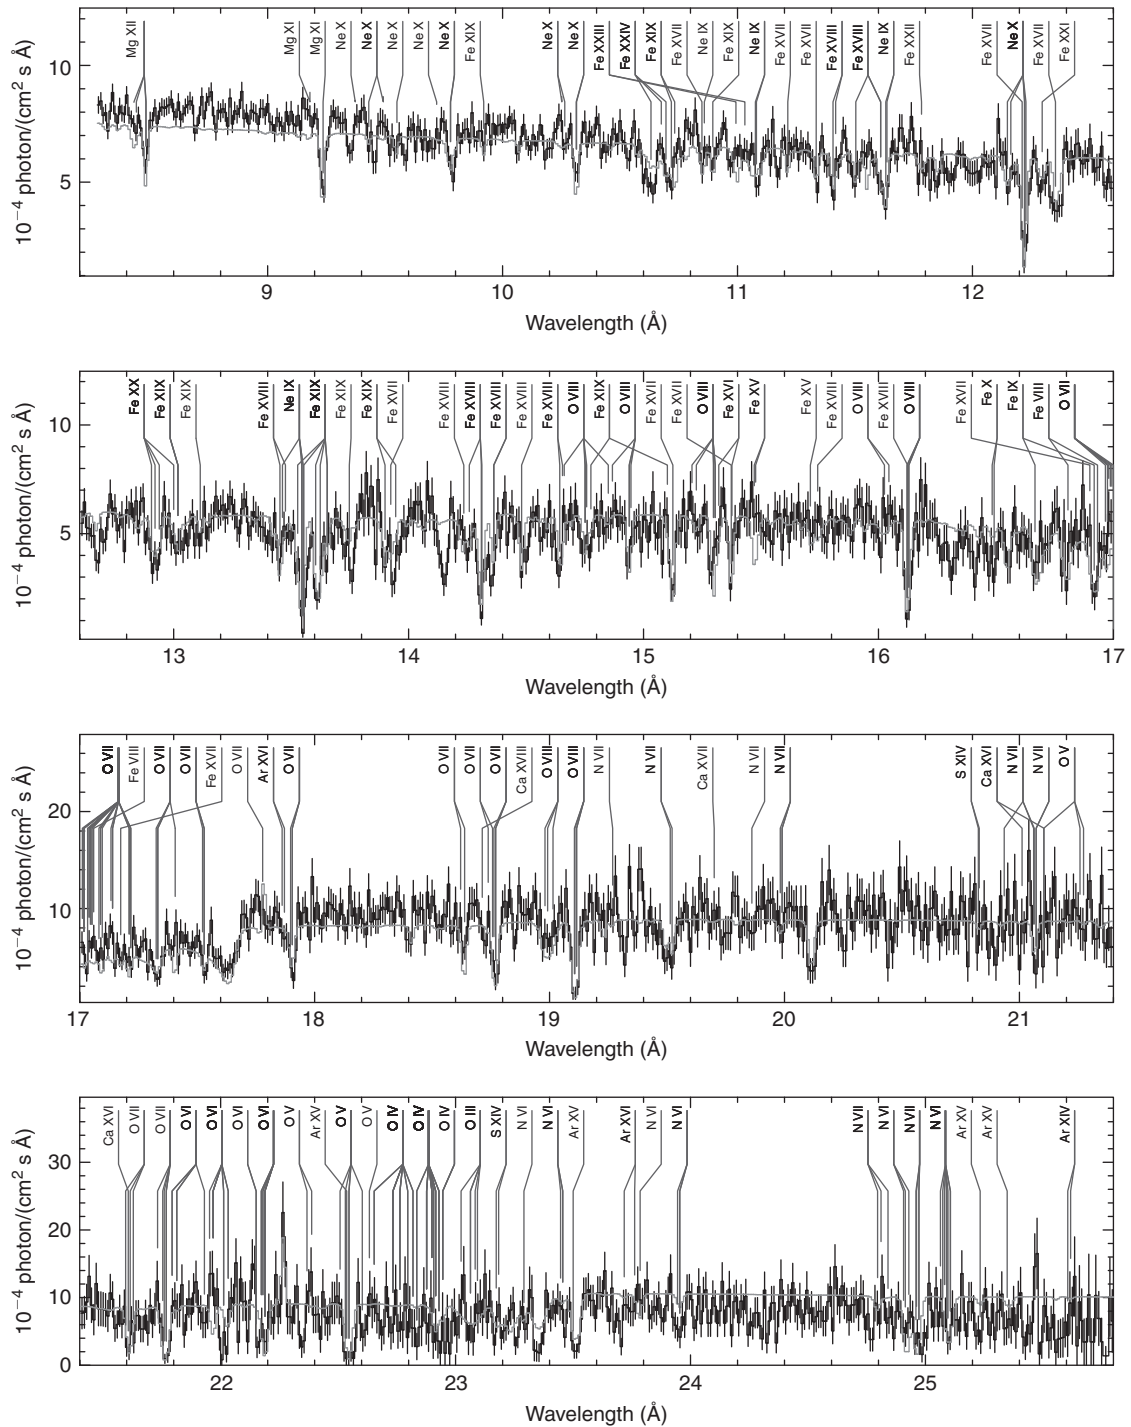 Mg XII Mg XI Mg XI Ne X Ne X Ne X Ne X Ne X Fe XIX Ne X Ne X Fe XXIII Fe XXIV Fe XIX Fe XVII Ne IX Fe XIX Ne IX Fe XVII Fe XVII Fe XVIII Fe XVIII Ne IX Fe XXII Fe XVII Ne X Fe XVII Fe XXI
10
5
10⁻⁴ photon/(cm² s Å)
9 10 11 12
Wavelength (Å)
Fe XX Fe XIX Fe XIX Fe XVIII Ne IX Fe XIX Fe XIX Fe XIX Fe XVII Fe XVIII Fe XVIII Fe XVIII Fe XVIII Fe XVIII O VIII Fe XIX O VIII Fe XVII Fe XVII O VIII Fe XVI Fe XV Fe XV Fe XVIII O VIII Fe XVIII O VIII Fe XVII Fe X Fe IX Fe VIII O VII
10
5
10⁻⁴ photon/(cm² s Å)
13 14 15 16 17
Wavelength (Å)
O VII Fe VIII O VII O VII Fe XVII O VII Ar XVI O VII O VII O VII O VII Ca XVIII O VIII O VIII N VII N VII Ca XVII N VII N VII S XIV Ca XVI N VII N VII O V
20
10
10⁻⁴ photon/(cm² s Å)
17 18 19 20 21
Wavelength (Å)
Ca XVI O VII O VII O VI O VI O VI O VI O V Ar XV O V O V O IV O IV O IV O III S XIV N VI N VI Ar XV Ar XVI N VI N VI N VII N VI N VII N VI Ar XV Ar XV Ar XIV
30
20
10
0
10⁻⁴ photon/(cm² s Å)
22 23 24 25
Wavelength (Å)